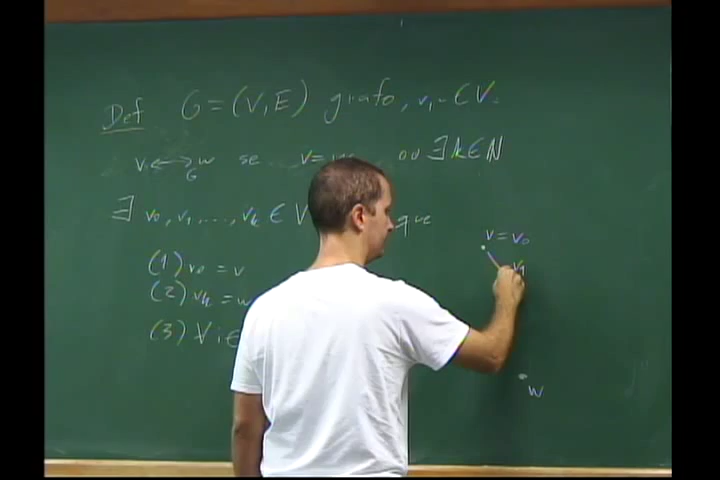 Def G = (V, E) grafo, v, w ∈ V.
v ↔ w se v = ou ∃ k ∈ N
G
∃ v₀, v₁, ..., v_k ∈ V que
(1) v₀ = v
(2) v_k = w
(3) ∀ i ∈
v = v₀
v₁
w